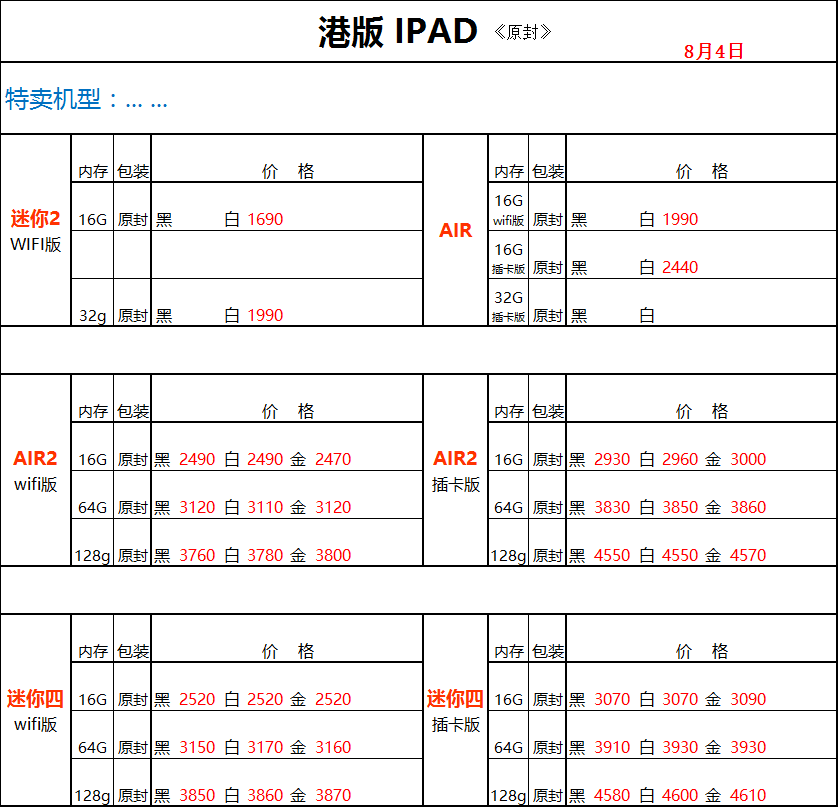 港版 IPAD 《原封》
8月4日
特卖机型：... ...
内存 包装 价 格
迷你2
WIFI版
16G 原封 黑 白 1690
32g 原封 黑 白 1990
内存 包装 价 格
AIR
16G
wifi版 原封 黑 白 1990
16G
插卡版 原封 黑 白 2440
32G
插卡版 原封 黑 白
内存 包装 价 格
AIR2
wifi版
16G 原封 黑 2490 白 2490 金 2470
64G 原封 黑 3120 白 3110 金 3120
128g 原封 黑 3760 白 3780 金 3800
内存 包装 价 格
AIR2
插卡版
16G 原封 黑 2930 白 2960 金 3000
64G 原封 黑 3830 白 3850 金 3860
128g 原封 黑 4550 白 4550 金 4570
内存 包装 价 格
迷你四
wifi版
16G 原封 黑 2520 白 2520 金 2520
64G 原封 黑 3150 白 3170 金 3160
128g 原封 黑 3850 白 3860 金 3870
内存 包装 价 格
迷你四
插卡版
16G 原封 黑 3070 白 3070 金 3090
64G 原封 黑 3910 白 3930 金 3930
128g 原封 黑 4580 白 4600 金 4610